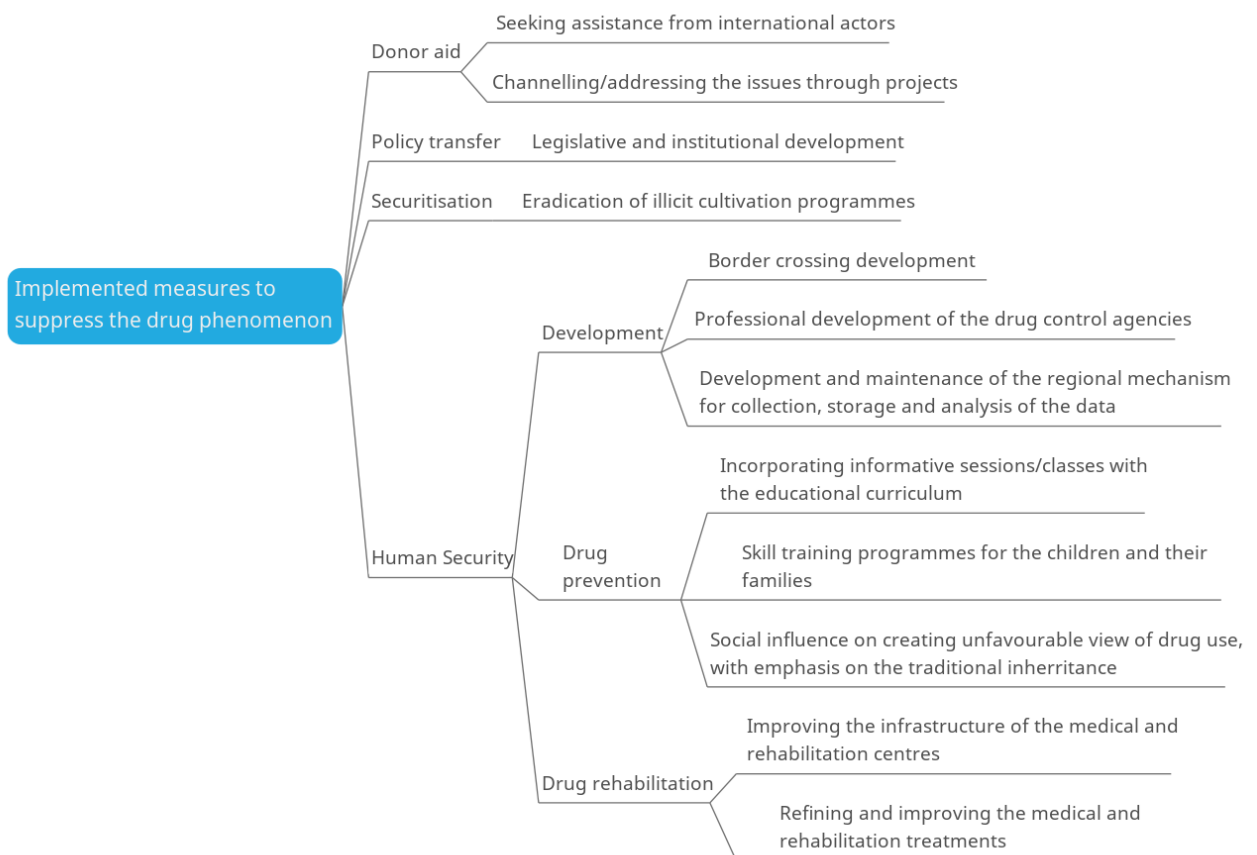 Seeking assistance from international actors
Donor aid
Channelling/addressing the issues through projects
Policy transfer
Legislative and institutional development
Securitisation
Eradication of illicit cultivation programmes
Implemented measures to
suppress the drug phenomenon
Border crossing development
Development
Professional development of the drug control agencies
Development and maintenance of the regional mechanism
for collection, storage and analysis of the data
Human Security
Incorporating informative sessions/classes with
the educational curriculum
Drug
prevention
Skill training programmes for the children and their
families
Social influence on creating unfavourable view of drug use,
with emphasis on the traditional inherritance
Drug rehabilitation
Improving the infrastructure of the medical and
rehabilitation centres
Refining and improving the medical and
rehabilitation treatments